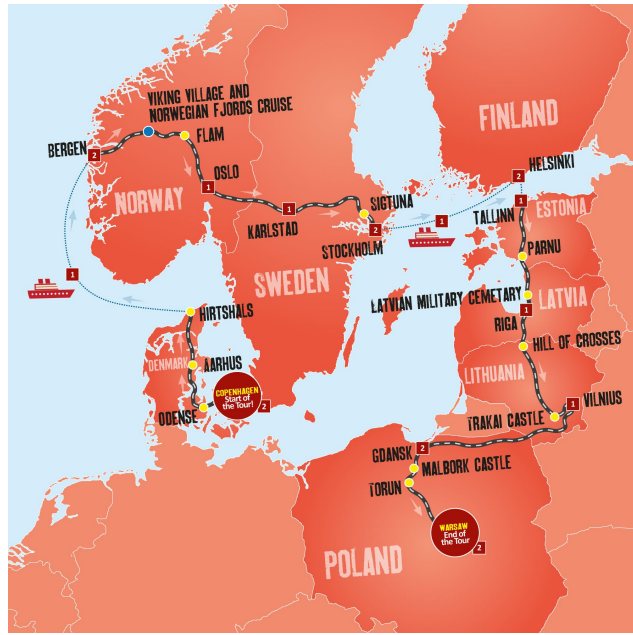 VIKING VILLAGE AND
NORWEGIAN FJORDS CRUISE
FINLAND
BERGEN
2
FLAM
HELSINKI
2
OSLO
1
NORWAY
SIGTUNA
TALLINN
1
ESTONIA
KARLSTAD
1
STOCKHOLM
2
1
PARNU
1
SWEDEN
LATVIAN MILITARY CEMETARY
LATVIA
HIRTSHALS
RIGA
1
HILL OF CROSSES
DENMARK
AARHUS
LITHUANIA
COPENHAGEN
Start of
the Tour!
2
ODENSE
TRAKAI CASTLE
1
VILNIUS
GDANSK
2
MALBORK CASTLE
TORUN
WARSAW
End of
the Tour
2
POLAND